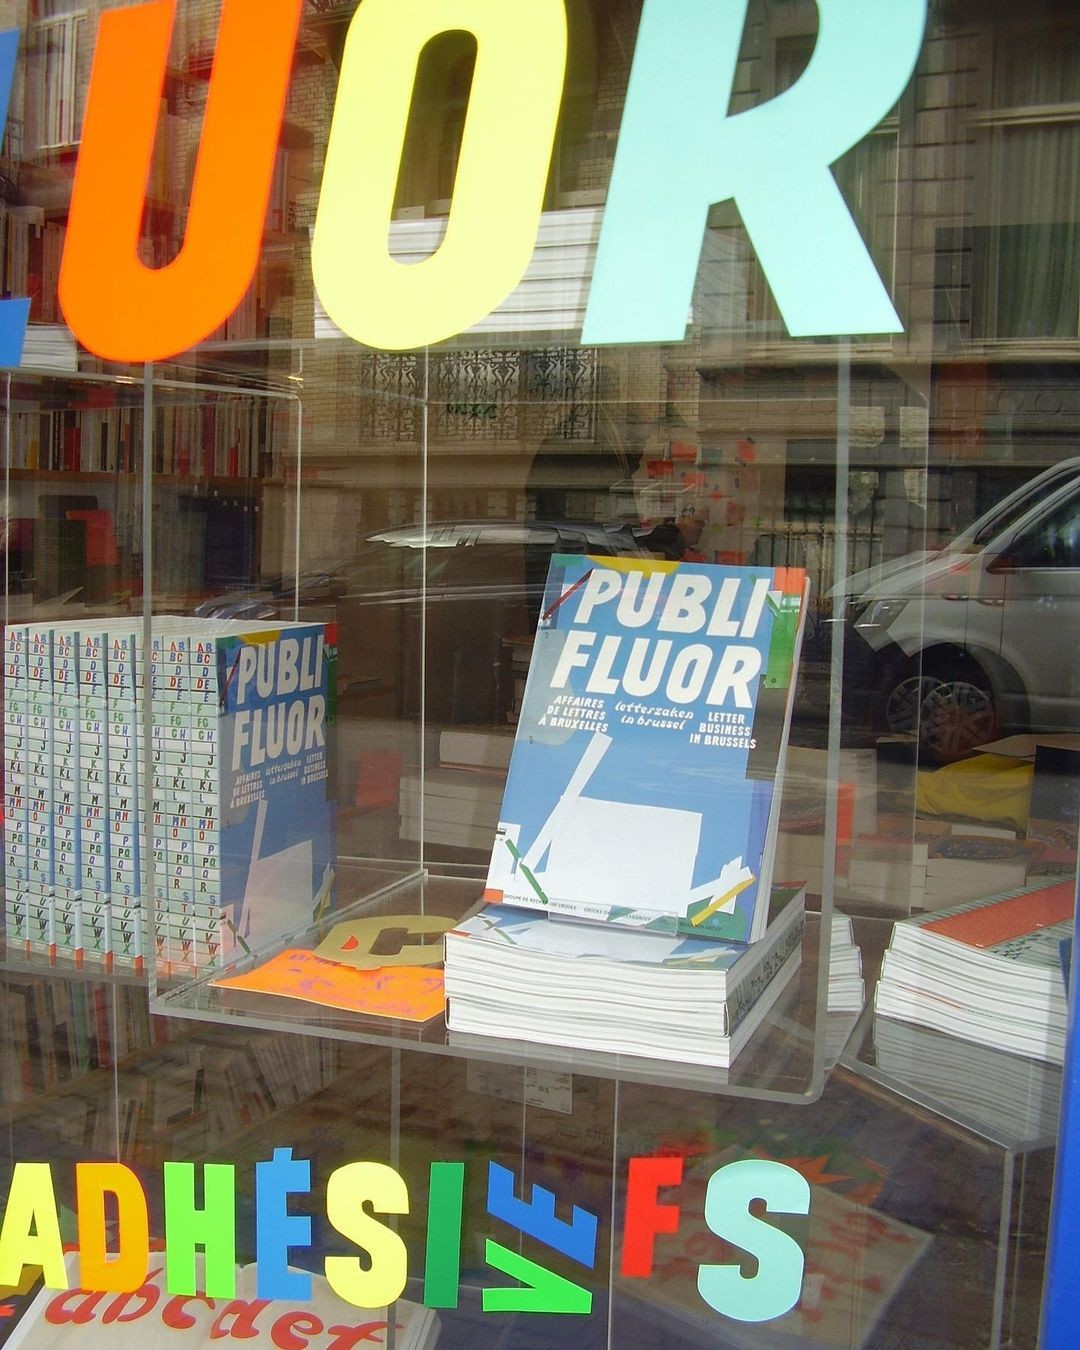 UOR
PUBLI
FLUOR
AFFAIRES
DE LETTRES
À BRUXELLES
letterzaken
in brussel
LETTER
BUSINESS
IN BRUSSELS
PUBLI
FLUOR
AFFAIRES
DE LETTRES
À BRUXELLES
letterzaken
in brussel
LETTER
BUSINESS
IN BRUSSELS
C
ADHÉSIVEFS
abcdef